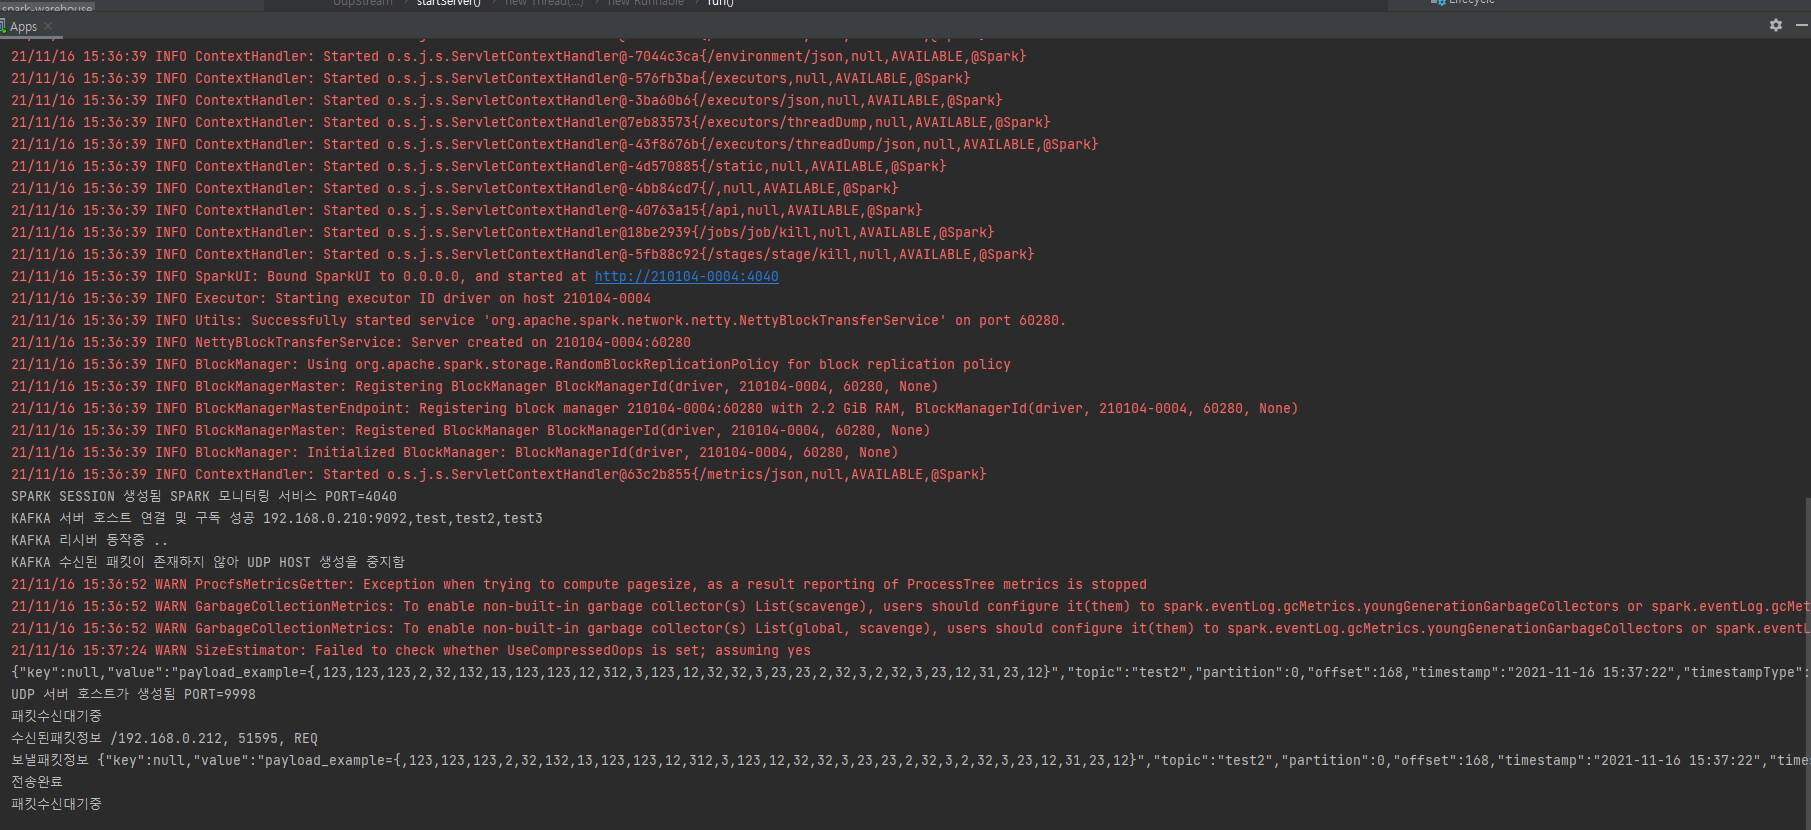 spark-warehouse
UdpStream › startServer() › new Thread(...) › new Runnable › run()
Lifecycle
Apps
21/11/16 15:36:39 INFO ContextHandler: Started o.s.j.s.ServletContextHandler@-7044c3ca{/environment/json,null,AVAILABLE,@Spark}
21/11/16 15:36:39 INFO ContextHandler: Started o.s.j.s.ServletContextHandler@-576fb3ba{/executors,null,AVAILABLE,@Spark}
21/11/16 15:36:39 INFO ContextHandler: Started o.s.j.s.ServletContextHandler@-3ba60b6{/executors/json,null,AVAILABLE,@Spark}
21/11/16 15:36:39 INFO ContextHandler: Started o.s.j.s.ServletContextHandler@7eb83573{/executors/threadDump,null,AVAILABLE,@Spark}
21/11/16 15:36:39 INFO ContextHandler: Started o.s.j.s.ServletContextHandler@-43f8676b{/executors/threadDump/json,null,AVAILABLE,@Spark}
21/11/16 15:36:39 INFO ContextHandler: Started o.s.j.s.ServletContextHandler@-4d570885{/static,null,AVAILABLE,@Spark}
21/11/16 15:36:39 INFO ContextHandler: Started o.s.j.s.ServletContextHandler@-4bb84cd7{/,null,AVAILABLE,@Spark}
21/11/16 15:36:39 INFO ContextHandler: Started o.s.j.s.ServletContextHandler@-40763a15{/api,null,AVAILABLE,@Spark}
21/11/16 15:36:39 INFO ContextHandler: Started o.s.j.s.ServletContextHandler@18be2939{/jobs/job/kill,null,AVAILABLE,@Spark}
21/11/16 15:36:39 INFO ContextHandler: Started o.s.j.s.ServletContextHandler@-5fb88c92{/stages/stage/kill,null,AVAILABLE,@Spark}
21/11/16 15:36:39 INFO SparkUI: Bound SparkUI to 0.0.0.0, and started at http://210104-0004:4040
21/11/16 15:36:39 INFO Executor: Starting executor ID driver on host 210104-0004
21/11/16 15:36:39 INFO Utils: Successfully started service 'org.apache.spark.network.netty.NettyBlockTransferService' on port 60280.
21/11/16 15:36:39 INFO NettyBlockTransferService: Server created on 210104-0004:60280
21/11/16 15:36:39 INFO BlockManager: Using org.apache.spark.storage.RandomBlockReplicationPolicy for block replication policy
21/11/16 15:36:39 INFO BlockManagerMaster: Registering BlockManager BlockManagerId(driver, 210104-0004, 60280, None)
21/11/16 15:36:39 INFO BlockManagerMasterEndpoint: Registering block manager 210104-0004:60280 with 2.2 GiB RAM, BlockManagerId(driver, 210104-0004, 60280, None)
21/11/16 15:36:39 INFO BlockManagerMaster: Registered BlockManager BlockManagerId(driver, 210104-0004, 60280, None)
21/11/16 15:36:39 INFO BlockManager: Initialized BlockManager: BlockManagerId(driver, 210104-0004, 60280, None)
21/11/16 15:36:39 INFO ContextHandler: Started o.s.j.s.ServletContextHandler@63c2b855{/metrics/json,null,AVAILABLE,@Spark}
SPARK SESSION 생성됨 SPARK 모니터링 서비스 PORT=4040
KAFKA 서버 호스트 연결 및 구독 성공 192.168.0.210:9092,test,test2,test3
KAFKA 리시버 동작중 ..
KAFKA 수신된 패킷이 존재하지 않아 UDP HOST 생성을 중지함
21/11/16 15:36:52 WARN ProcfsMetricsGetter: Exception when trying to compute pagesize, as a result reporting of ProcessTree metrics is stopped
21/11/16 15:36:52 WARN GarbageCollectionMetrics: To enable non-built-in garbage collector(s) List(scavenge), users should configure it(them) to spark.eventLog.gcMetrics.youngGenerationGarbageCollectors or spark.eventLog.gcMet
21/11/16 15:36:52 WARN GarbageCollectionMetrics: To enable non-built-in garbage collector(s) List(global, scavenge), users should configure it(them) to spark.eventLog.gcMetrics.youngGenerationGarbageCollectors or spark.eventL
21/11/16 15:37:24 WARN SizeEstimator: Failed to check whether UseCompressedOops is set; assuming yes
{"key":null,"value":"payload_example={,123,123,123,2,32,132,13,123,123,12,312,3,123,12,32,32,3,23,23,2,32,3,2,32,3,23,12,31,23,12}","topic":"test2","partition":0,"offset":168,"timestamp":"2021-11-16 15:37:22","timestampType":
UDP 서버 호스트가 생성됨 PORT=9998
패킷수신대기중
수신된패킷정보 /192.168.0.212, 51595, REQ
보낼패킷정보 {"key":null,"value":"payload_example={,123,123,123,2,32,132,13,123,123,12,312,3,123,12,32,32,3,23,23,2,32,3,2,32,3,23,12,31,23,12}","topic":"test2","partition":0,"offset":168,"timestamp":"2021-11-16 15:37:22","times
전송완료
패킷수신대기중